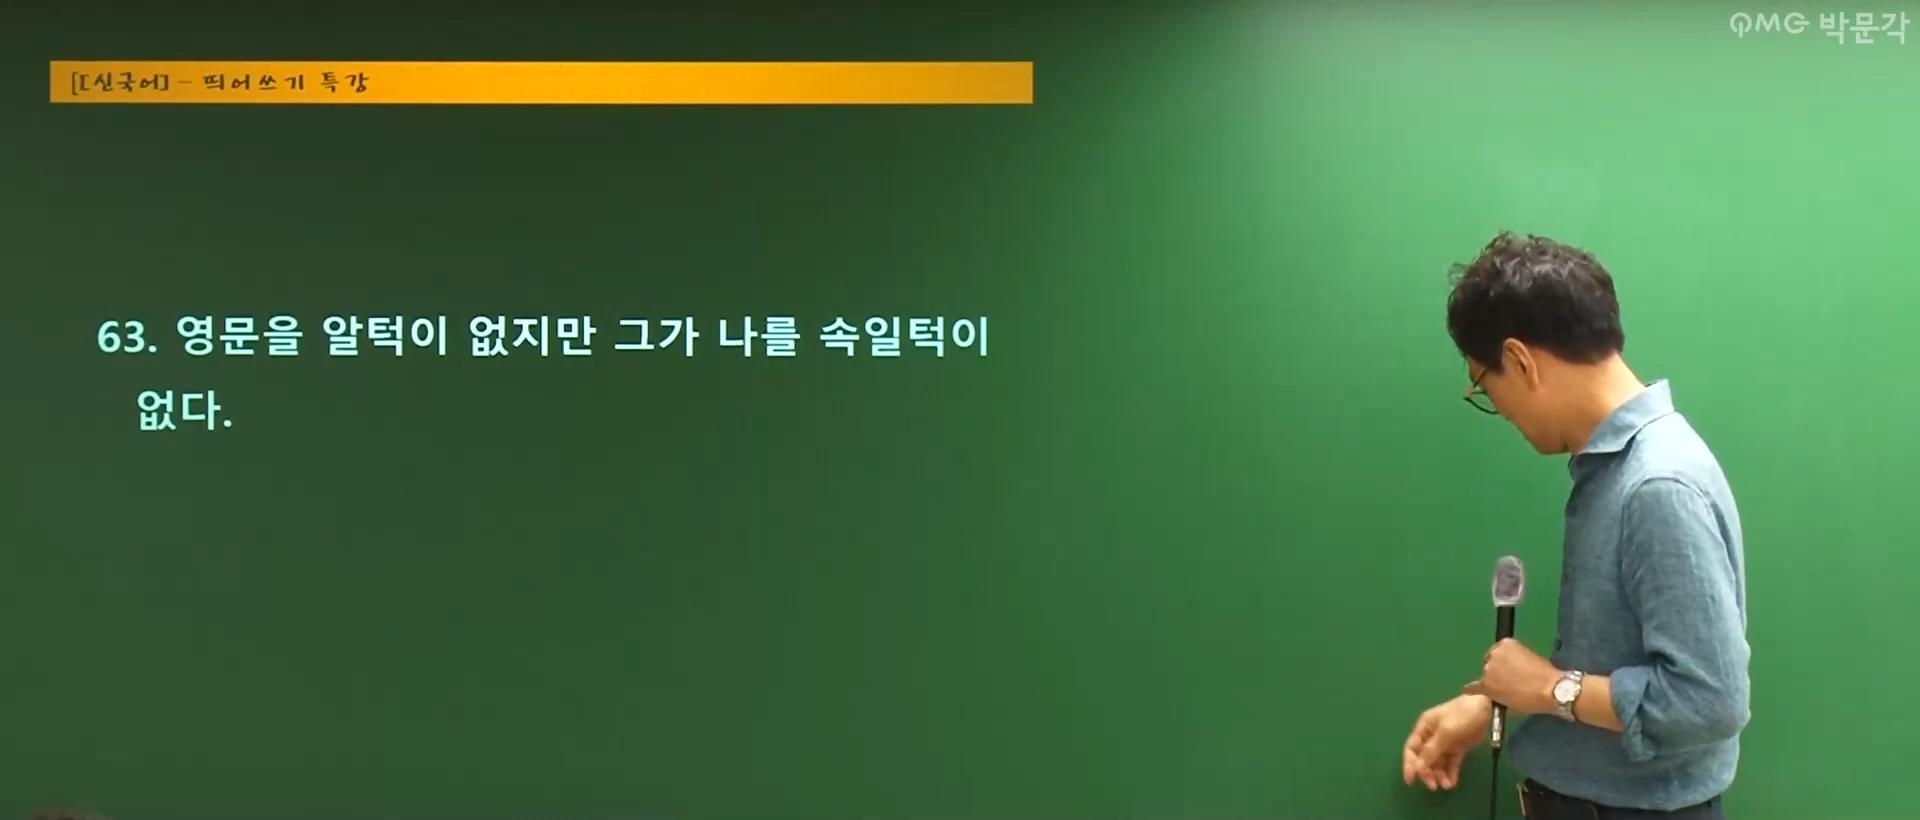 PMG 박문각
[[신국어] - 띄어쓰기 특강
63. 영문을 알턱이 없지만 그가 나를 속일턱이
없다.